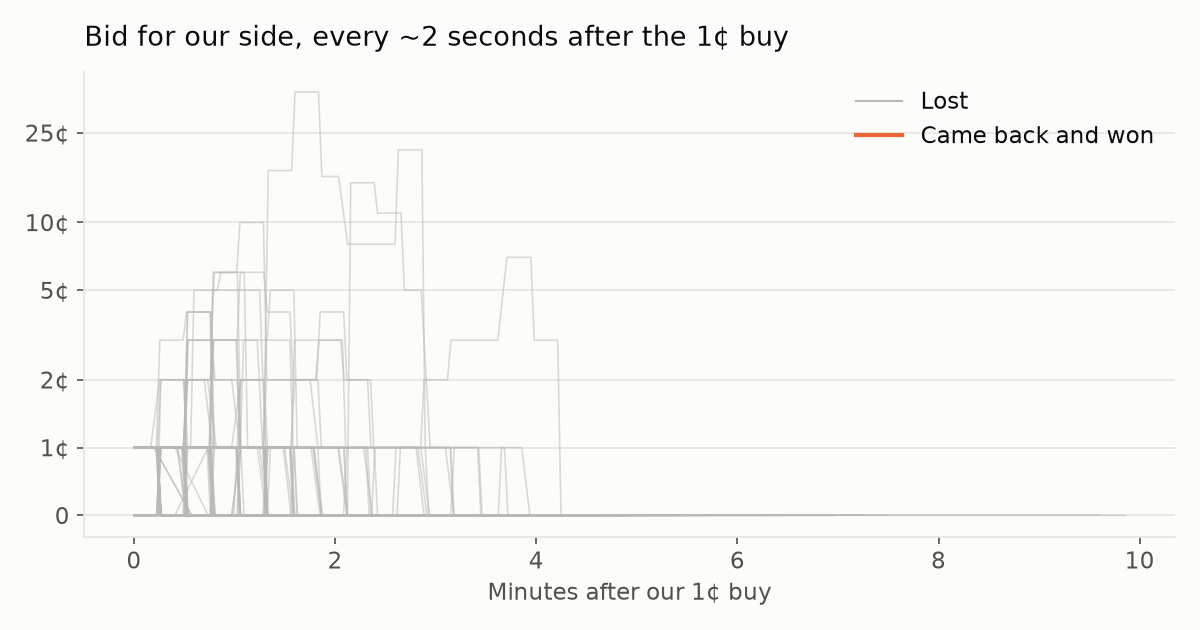 Bid for our side, every ~2 seconds after the 1¢ buy
Lost
Came back and won
25¢
10¢
5¢
2¢
1¢
0
0 2 4 6 8 10
Minutes after our 1¢ buy